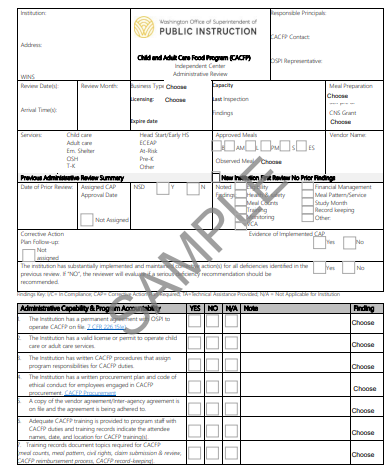 Institution:
Responsible Principals:
Washington Office of Superintendent of
PUBLIC INSTRUCTION
CACFP Contact:
Address:
Child and Adult Care Food Program (CACFP)
Independent Center
OSPI Representative:
Administrative Review
WINS
Review Date(s):
Review Month:
Business Type Choose
Capacity
Meal Preparation
Choose
Licensing: Choose
Last Inspection
Arrival Time(s):
Findings
CNS Grant
Choose
Expire date
Services:
Child care
Head Start/Early HS
Approved Meals
Vendor Name:
Adult care
ECEAP
B AM L PM S ES
Em. Shelter
At-Risk
OSH
Pre-K
Observed Meal Choose
T-K
Other
Previous Administrative Review Summary
New Institution First Review No Prior Findings
Date of Prior Review:
Assigned CAP
Approval Date
NSD Y N
Noted
Findings
Eligibility
Financial Management
Health & safety
Meal Pattern/Service
Meal Counts
Study Month
Training
Record keeping
Monitoring
Other:
VCA
Not Assigned
Corrective Action
Evidence of Implemented CAP
Plan Follow-up:
Yes No
Not
assigned
The institution has substantially implemented and maintains corrective action(s) for all deficiencies identified in the
Yes No
previous review. If "NO", the reviewer will evaluate if a serious deficiency recommendation should be
recommended.
Findings Key: I/C= In Compliance; CAP= Corrective Action Plan Required; TA=Technical Assistance Provided; N/A = Not Applicable for Institution
Administrative Capability & Program Accountability YES NO N/A Note Finding
1. The Institution has a permanent agreement with OSPI to
operate CACFP on file. 7 CFR 226.15(e)
Choose
2. The Institution has a valid license or permit to operate child
care or adult care services.
Choose
3. The Institution has written CACFP procedures that assign
program responsibilities for CACFP duties.
Choose
4. The Institution has a written procurement plan and code of
ethical conduct for employees engaged in CACFP
procurement. CACFP Procurement
Choose
5. A copy of the vendor agreement/Inter-agency agreement is
on file and the agreement is being adhered to.
Choose
6. Adequate CACFP training is provided to program staff with
CACFP duties and training records indicate the attendee
names, date, and location for CACFP training(s).
Choose
7. Training records document topics required for CACFP
(meal counts, meal pattern, civil rights, claim submission & review,
CACFP reimbursement process, CACFP record-keeping)
Choose
SAMPLE